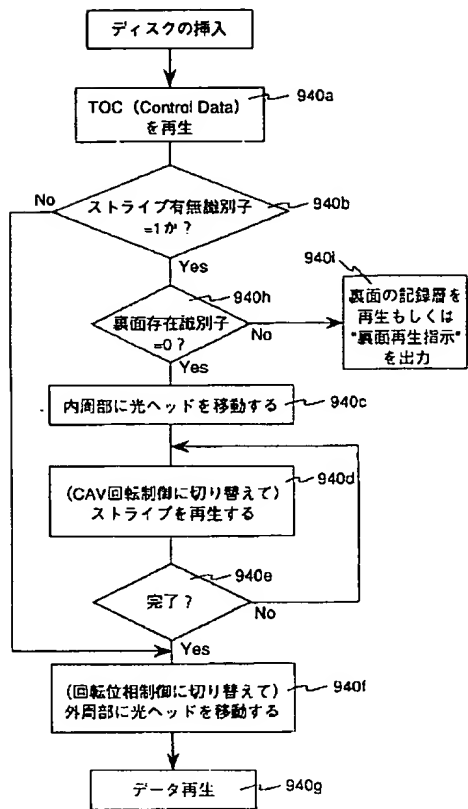 ディスクの挿入
TOC（Control Data）
を再生
940a
No
ストライプ有無識別子
=1か？
940b
Yes
940h
940i
裏面存在識別子
=0？
No
裏面の記録層を
再生もしくは
“裏面再生指示”
を出力
Yes
内周部に光ヘッドを移動する
940c
（CAV回転制御に切り替えて）
ストライプを再生する
940d
940e
完了？
No
Yes
（回転位相制御に切り替えて）
外周部に光ヘッドを移動する
940f
データ再生
940g